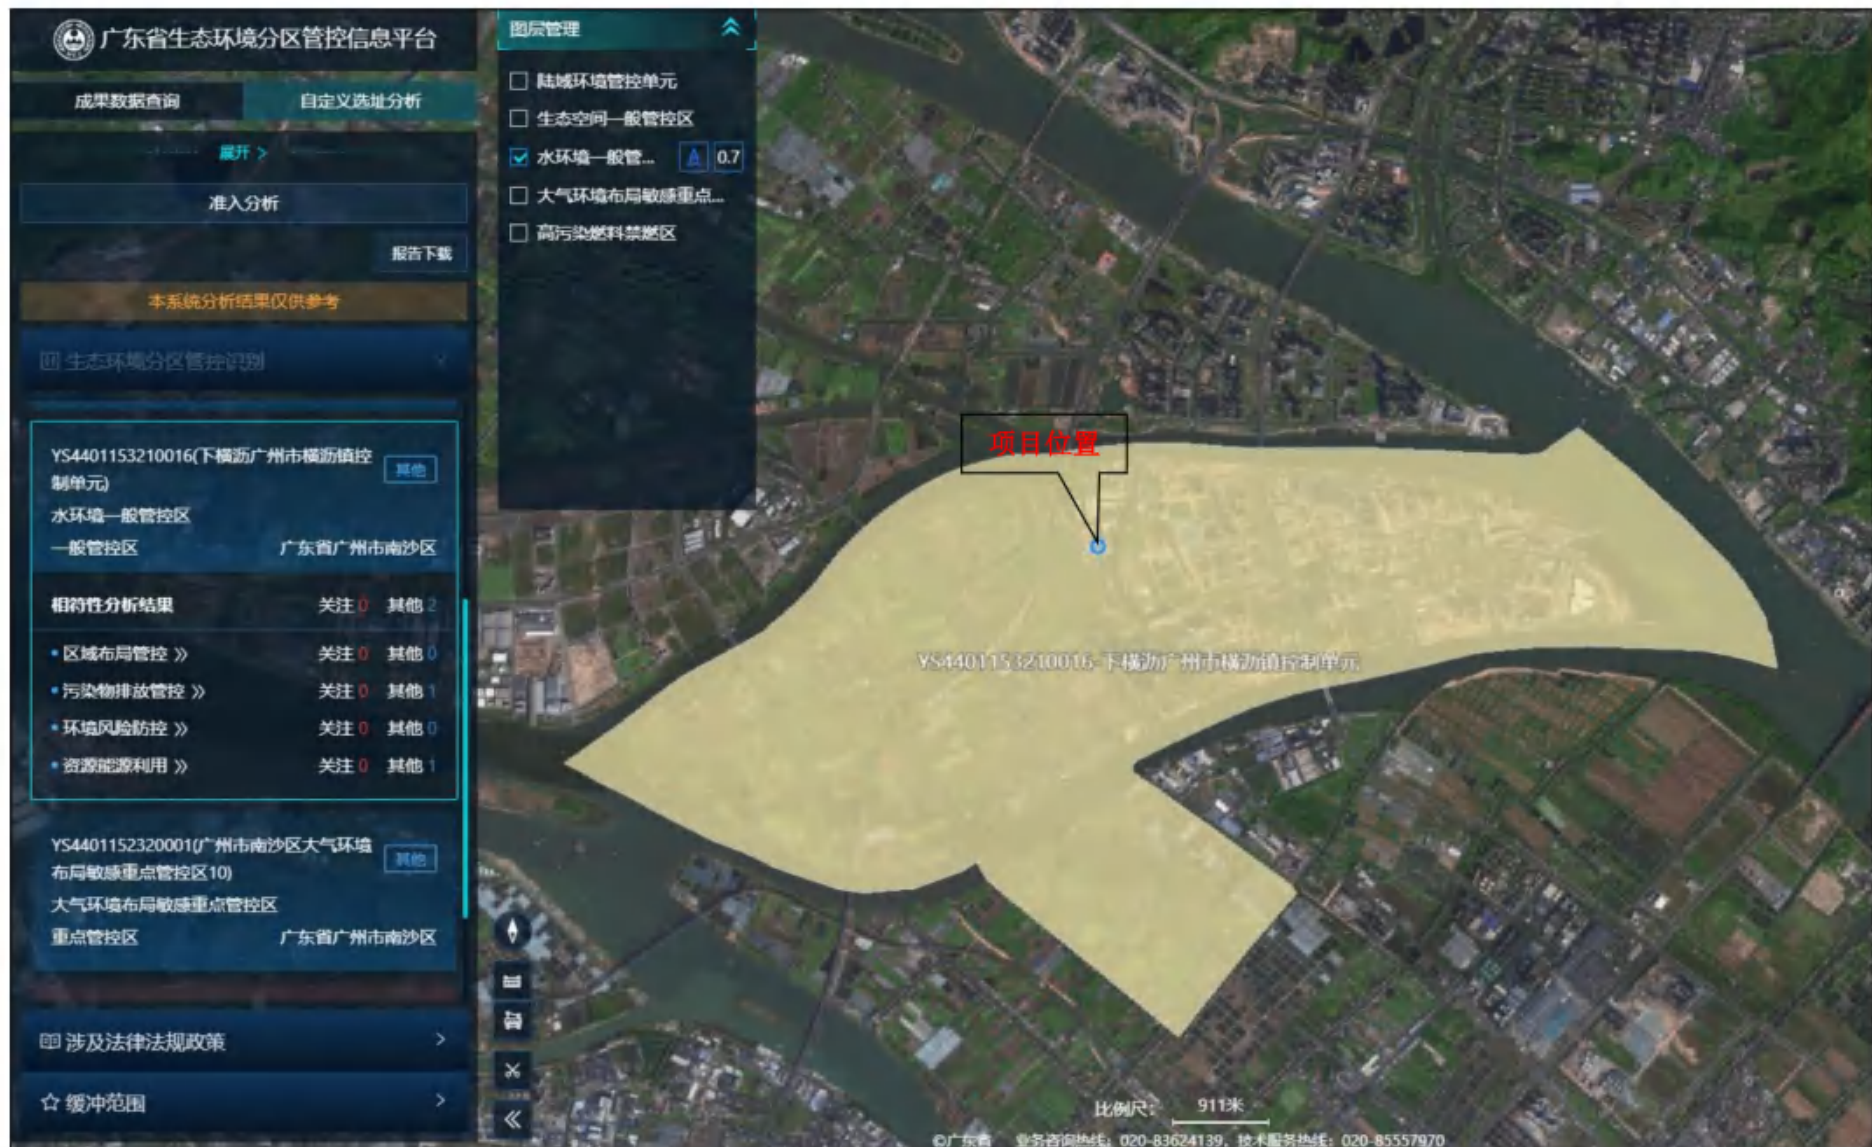 广东省生态环境分区管控信息平台
成果数据查询
自定义选址分析
展开 >
准入分析
报告下载
本系统分析结果仅供参考
生态环境分区管控识别
YS4401153210016(下横沥广州市横沥镇控
制单元)
其他
水环境一般管控区
一般管控区 广东省广州市南沙区
相符性分析结果 关注 0 其他 2
区域布局管控 >> 关注 0 其他 0
污染物排放管控 >> 关注 0 其他 1
环境风险防控 >> 关注 0 其他 0
资源能源利用 >> 关注 0 其他 1
YS4401152320001(广州市南沙区大气环境
布局敏感重点管控区10)
其他
大气环境布局敏感重点管控区
重点管控区 广东省广州市南沙区
涉及法律法规政策 >
缓冲范围 >
图层管理
陆域环境管控单元
生态空间一般管控区
水环境一般管... 0.7
大气环境布局敏感重点...
高污染燃料禁燃区
项目位置
YS4401153210016-下横沥广州市横沥镇控制单元
比例尺： 911米
©广东省 业务咨询热线：020-83624139，技术服务热线：020-85557970